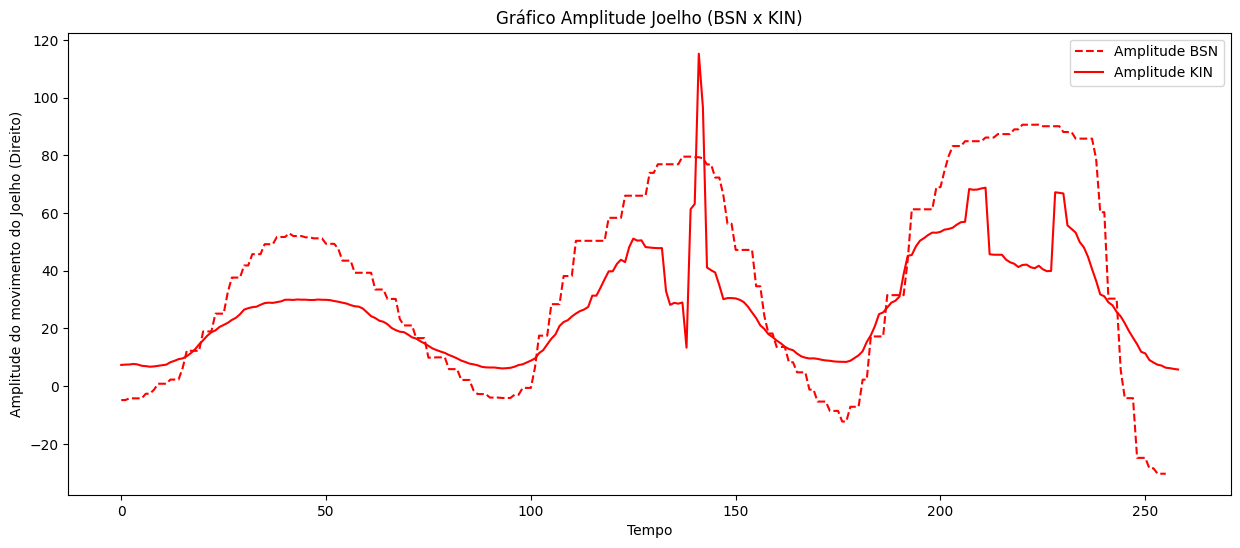 Gráfico Amplitude Joelho (BSN x KIN)
Amplitude BSN
Amplitude KIN
Amplitude do movimento do Joelho (Direito)
120
100
80
60
40
20
0
−20
0
50
100
150
200
250
Tempo